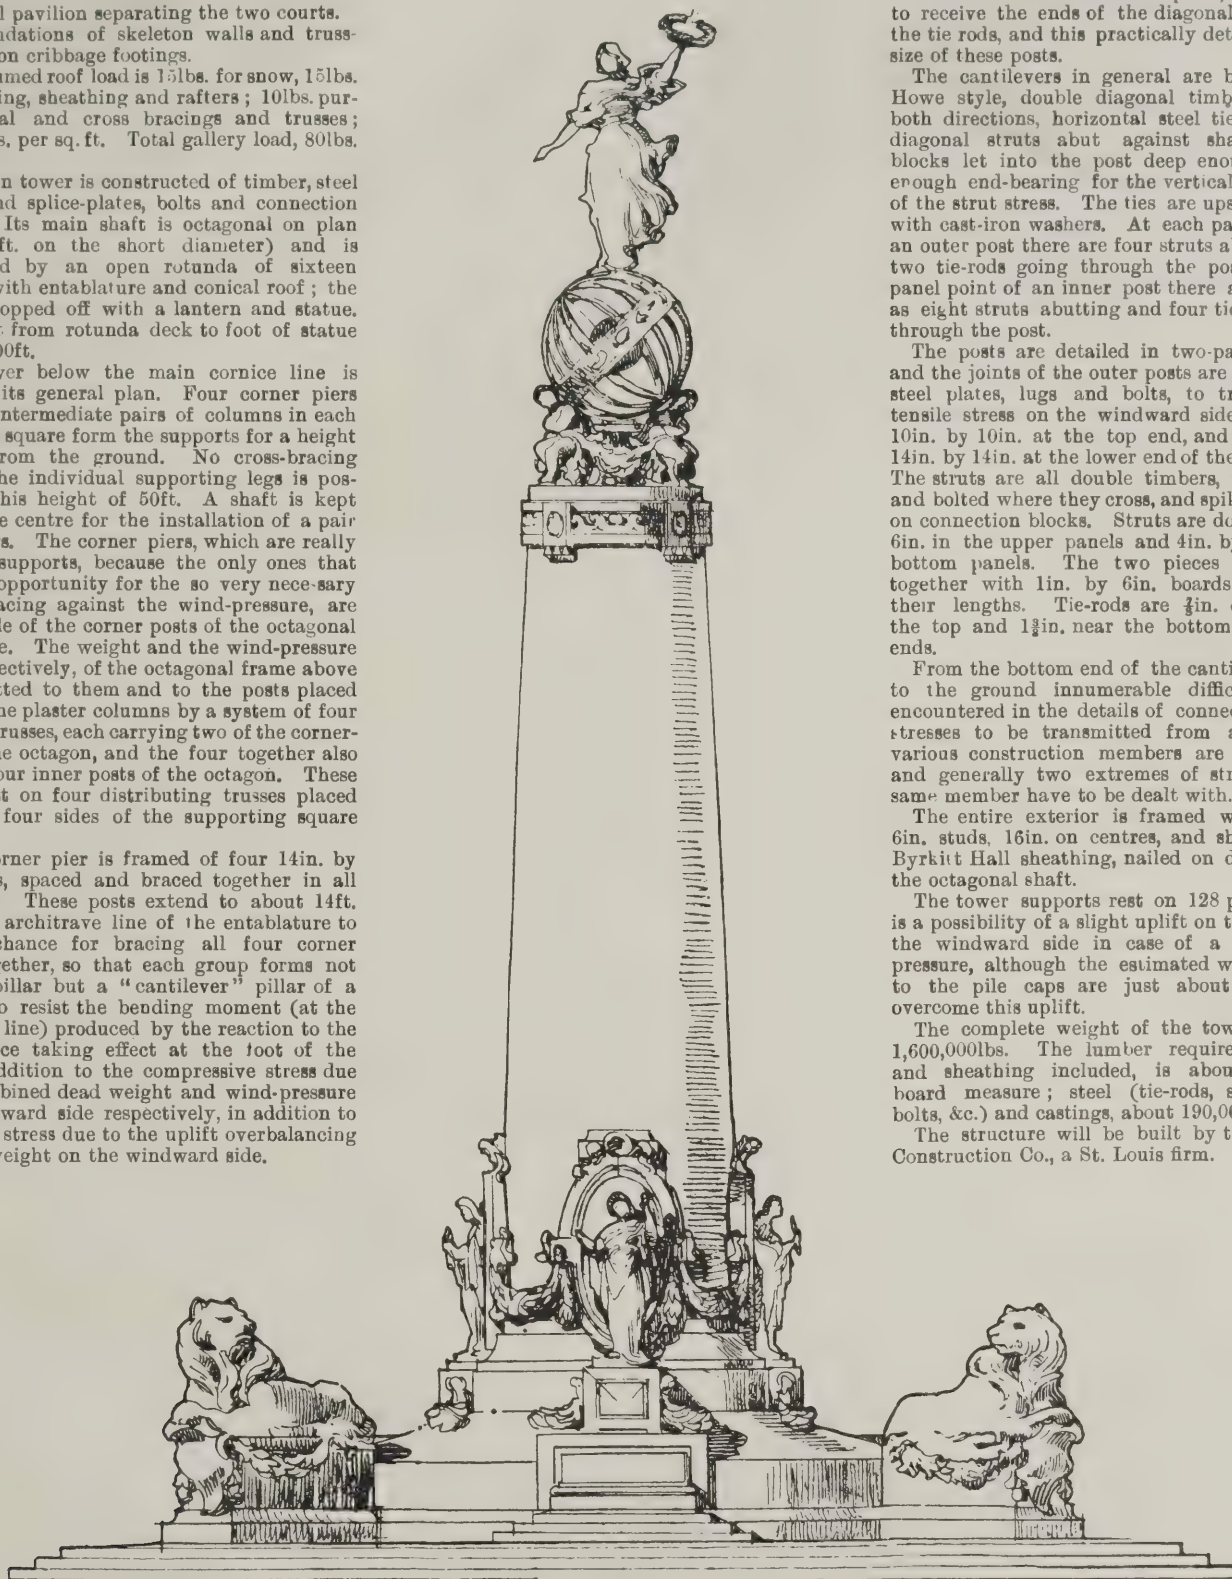 l pavilion separating the two courts.
ndations of skeleton walls and truss-
on cribbage footings.
umed roof load is 15lbs. for snow, 15lbs.
ing, sheathing and rafters; 10lbs. pur-
al and cross bracings and trusses;
s. per sq. ft. Total gallery load, 80lbs.
n tower is constructed of timber, steel
nd splice-plates, bolts and connection
Its main shaft is octagonal on plan
ft. on the short diameter) and is
d by an open rotunda of sixteen
with entablature and conical roof; the
opped off with a lantern and statue.
from rotunda deck to foot of statue
00ft.
wer below the main cornice line is
its general plan. Four corner piers
intermediate pairs of columns in each
square form the supports for a height
rom the ground. No cross-bracing
he individual supporting legs is pos-
his height of 50ft. A shaft is kept
e centre for the installation of a pair
s. The corner piers, which are really
supports, because the only ones that
opportunity for the so very necessary
acing against the wind-pressure, are
le of the corner posts of the octagonal
e. The weight and the wind-pressure
ectively, of the octagonal frame above
tted to them and to the posts placed
he plaster columns by a system of four
russes, each carrying two of the corner-
he octagon, and the four together also
our inner posts of the octagon. These
t on four distributing trusses placed
four sides of the supporting square
orner pier is framed of four 14in. by
s, spaced and braced together in all
These posts extend to about 14ft.
architrave line of the entablature to
chance for bracing all four corner
gether, so that each group forms not
pillar but a "cantilever" pillar of a
o resist the bending moment (at the
line) produced by the reaction to the
ce taking effect at the foot of the
ddition to the compressive stress due
bined dead weight and wind-pressure
ward side respectively, in addition to
stress due to the uplift overbalancing
weight on the windward side.
to receive the ends of the diagonal
the tie rods, and this practically det
size of these posts.
The cantilevers in general are b
Howe style, double diagonal timb
both directions, horizontal steel tie
diagonal struts abut against sha
blocks let into the post deep enou
enough end-bearing for the vertical
of the strut stress. The ties are ups
with cast-iron washers. At each pa
an outer post there are four struts a
two tie-rods going through the po
panel point of an inner post there a
as eight struts abutting and four tie
through the post.
The posts are detailed in two-pa
and the joints of the outer posts are
steel plates, lugs and bolts, to tr
tensile stress on the windward side
10in. by 10in. at the top end, and
14in. by 14in. at the lower end of the
The struts are all double timbers,
and bolted where they cross, and spik
on connection blocks. Struts are do
6in. in the upper panels and 4in. b
bottom panels. The two pieces
together with 1in. by 6in. boards
their lengths. Tie-rods are in.
the top and 1 in. near the bottom
ends.
From the bottom end of the canti
to the ground innumerable diffic
encountered in the details of connec
stresses to be transmitted from a
various construction members are
and generally two extremes of str
same member have to be dealt with.
The entire exterior is framed w
6in. studs, 16in. on centres, and sh
Byrkitt Hall sheathing, nailed on d
the octagonal shaft.
The tower supports rest on 128 p
is a possibility of a slight uplift on t
the windward side in case of a
pressure, although the estimated w
to the pile caps are just about
overcome this uplift.
The complete weight of the tow
1,600,000lbs. The lumber require
and sheathing included, is abou
board measure; steel (tie-rods, s
bolts, &c.) and castings, about 190,0
The structure will be built by t
Construction Co., a St. Louis firm.